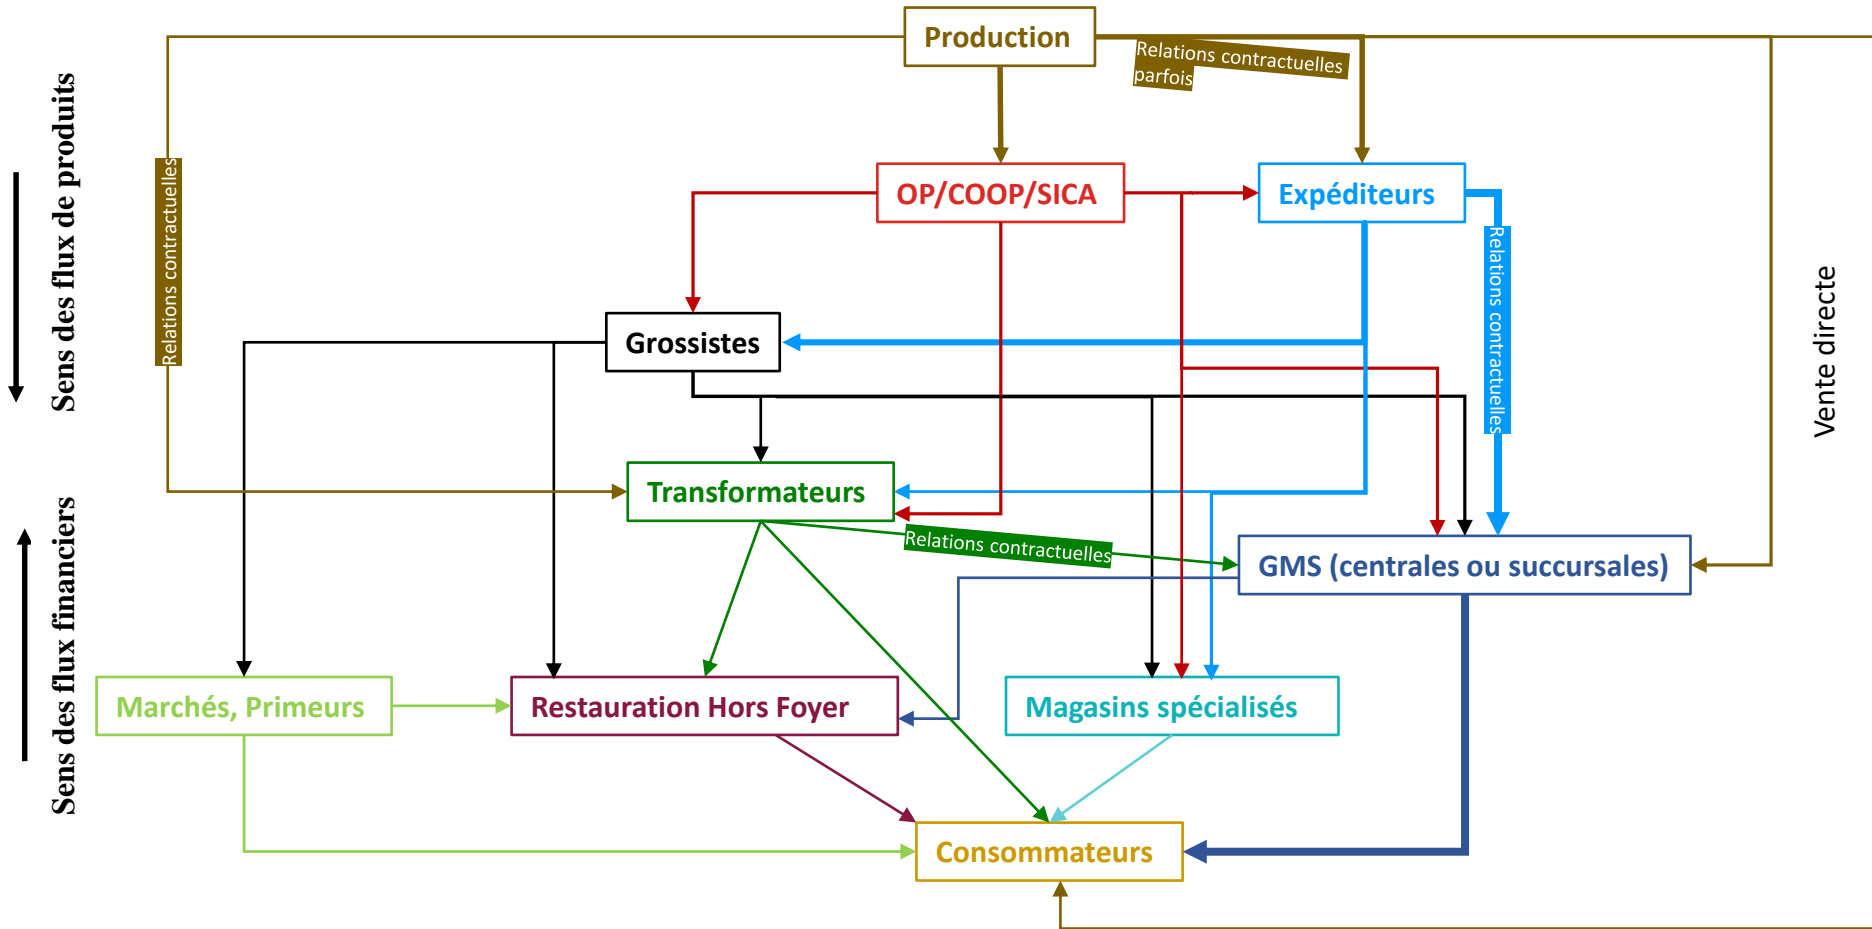 Production
Relations contractuelles
parfois
Sens des flux de produits
Relations contractuelles
OP/COOP/SICA
Expéditeurs
Relations contractuelles
Vente directe
Grossistes
Transformateurs
Relations contractuelles
GMS (centrales ou succursales)
Sens des flux financiers
Marchés, Primeurs
Restauration Hors Foyer
Magasins spécialisés
Consommateurs